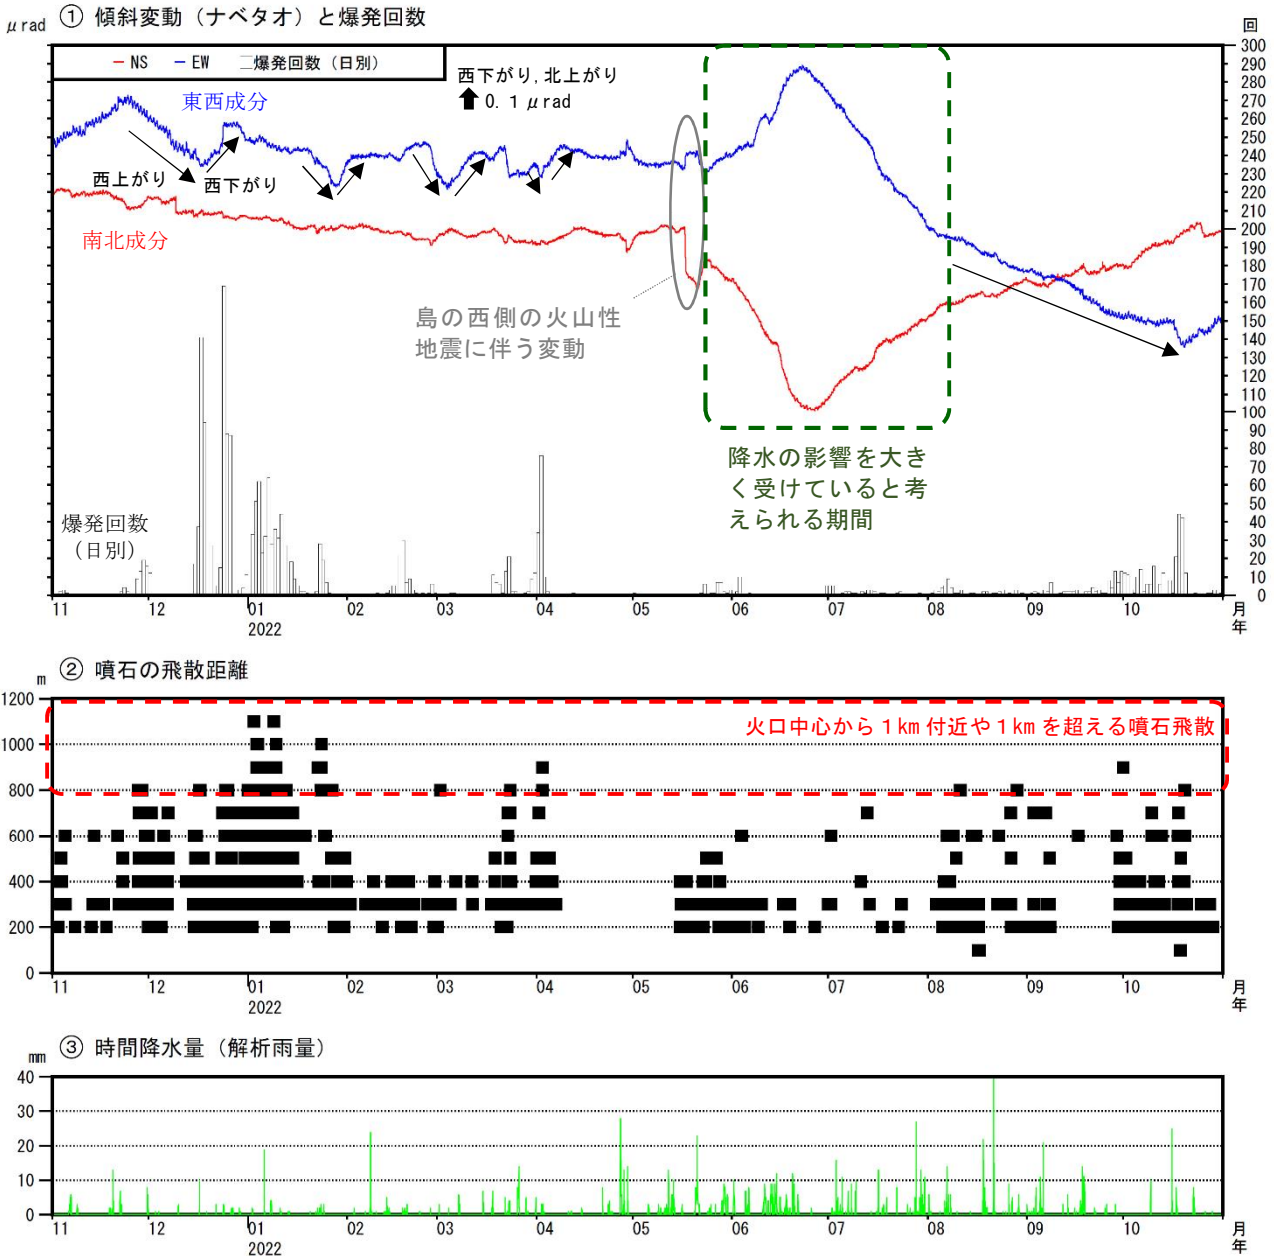 ① 傾斜変動（ナベタオ）と爆発回数
μrad
回
NS EW 爆発回数（日別）
西下がり, 北上がり
0.1 μrad
東西成分
西上がり
西下がり
南北成分
島の西側の火山性
地震に伴う変動
降水の影響を大き
く受けていると考
えられる期間
爆発回数
（日別）
300
290
280
270
260
250
240
230
220
210
200
190
180
170
160
150
140
130
120
110
100
90
80
70
60
50
40
30
20
10
0
11 12 01 02 03 04 05 06 07 08 09 10 月
2022 年
② 噴石の飛散距離
m
火口中心から１km付近や１kmを超える噴石飛散
1200
1000
800
600
400
200
0
11 12 01 02 03 04 05 06 07 08 09 10 月
2022 年
③ 時間降水量（解析雨量）
mm
40
30
20
10
0
11 12 01 02 03 04 05 06 07 08 09 10 月
2022 年